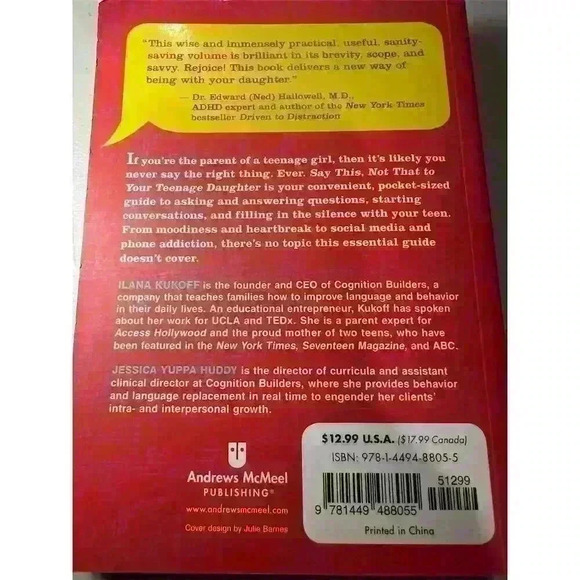 "This wise and immensely practical, useful, sanity-
saving volume is brilliant in its brevity, scope, and
savvy. Rejoice! This book delivers a new way of
being with your daughter."
— Dr. Edward (Ned) Hallowell, M.D.,
ADHD expert and author of the New York Times
bestseller Driven to Distraction
If you're the parent of a teenage girl, then it's likely you
never say the right thing. Ever. Say This, Not That to
Your Teenage Daughter is your convenient, pocket-sized
guide to asking and answering questions, starting
conversations, and filling in the silence with your teen.
From moodiness and heartbreak to social media and
phone addiction, there's no topic this essential guide
doesn't cover.
ILANA KUKOFF is the founder and CEO of Cognition Builders, a
company that teaches families how to improve language and behavior
in their daily lives. An educational entrepreneur, Kukoff has spoken
about her work for UCLA and TEDx. She is a parent expert for
Access Hollywood and the proud mother of two teens, who have
been featured in the New York Times, Seventeen Magazine, and ABC.
JESSICA YUPPA HUDDY is the director of curricula and assistant
clinical director at Cognition Builders, where she provides behavior
and language replacement in real time to engender her clients'
intra- and interpersonal growth.
Andrews McMeel
PUBLISHING®
www.andrewsmcmeel.com
Cover design by Julie Barnes
$12.99 U.S.A. ($17.99 Canada)
ISBN: 978-1-4494-8805-5
51299
9 781449 488055
Printed in China